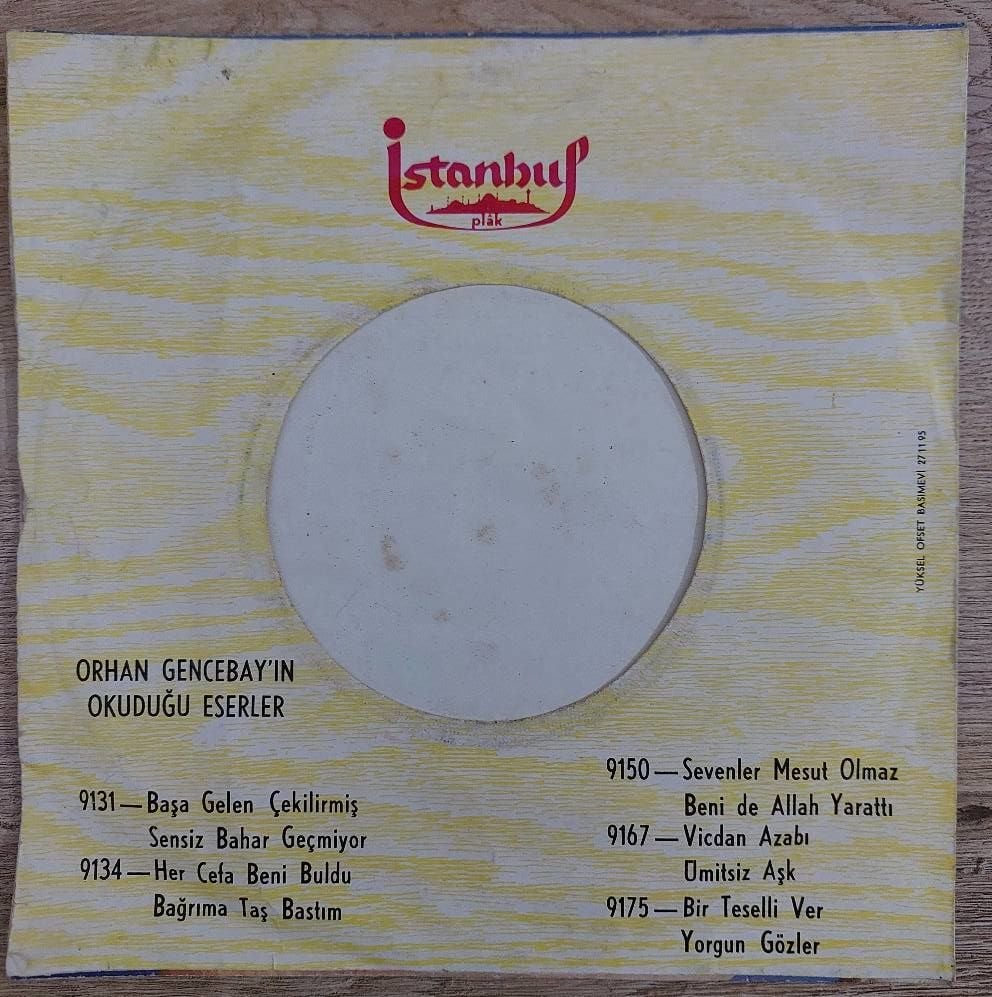 İstanbul
plâk
YÜKSEL OFSET BASIMEVİ 27 11 95
ORHAN GENCEBAY'IN
OKUDUĞU ESERLER
9131—Başa Gelen Çekilirmiş
Sensiz Bahar Geçmiyor
9134—Her Cefa Beni Buldu
Bağrıma Taş Bastım
9150—Sevenler Mesut Olmaz
Beni de Allah Yarattı
9167—Vicdan Azabı
Ümitsiz Aşk
9175—Bir Teselli Ver
Yorgun Gözler